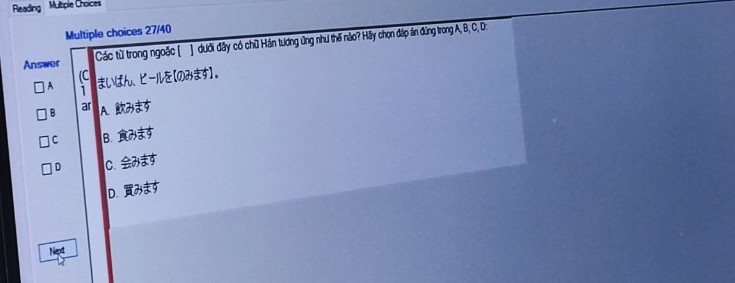 Reading Multiple Choices
Multiple choices 27/40
Answer
A
B
C
D
(C
1
ar
Các từ trong ngoặc [ ] dưới đây có chữ Hán tương ứng như thế nào? Hãy chọn đáp án đúng trong A, B, C, D:
まいばん、ビールを【のみます】。
A. 飲みます
B. 食みます
C. 会みます
D. 買みます
Next